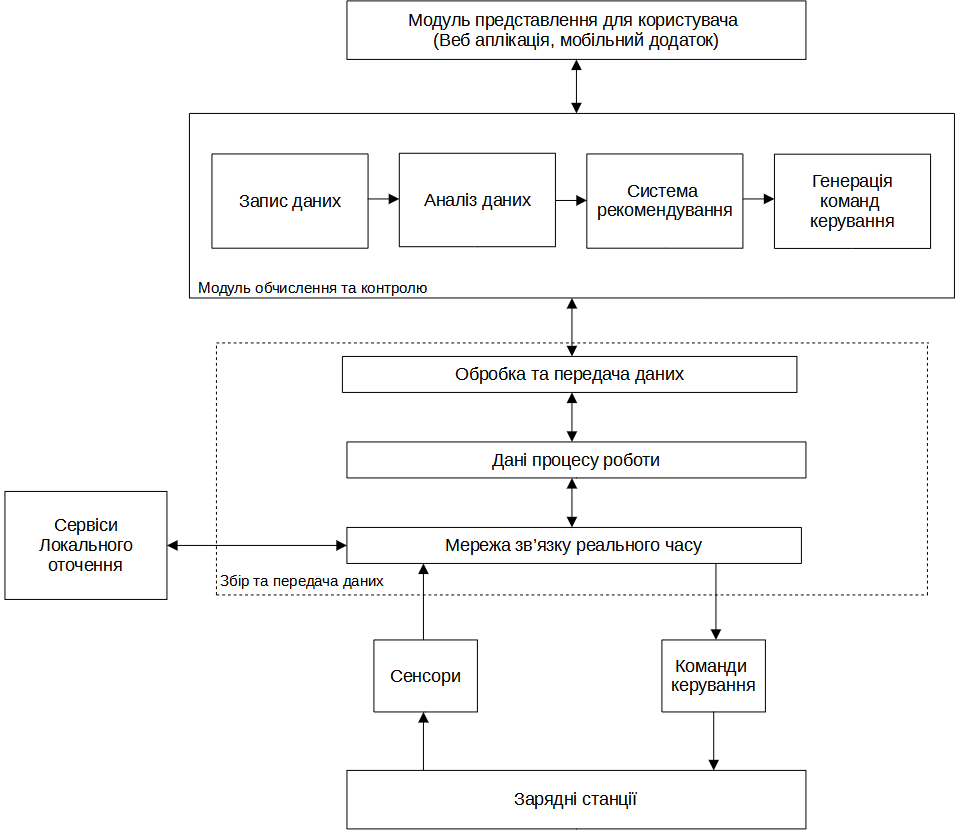 Модуль представлення для користувача
(Веб аплікація, мобільний додаток)
Запис даних
Аналіз даних
Система
рекомендування
Генерація
команд
керування
Модуль обчислення та контролю
Обробка та передача даних
Дані процесу роботи
Сервіси
Локального
оточення
Мережа зв’язку реального часу
Збір та передача даних
Сенсори
Команди
керування
Зарядні станції